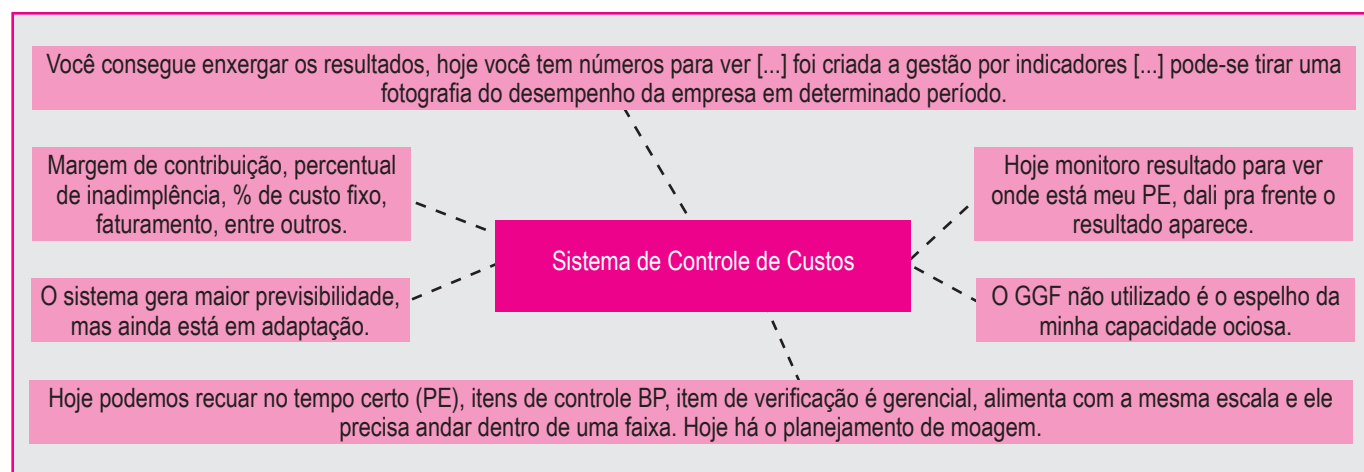 Você consegue enxergar os resultados, hoje você tem números para ver [...] foi criada a gestão por indicadores [...] pode-se tirar uma
fotografia do desempenho da empresa em determinado período.
Margem de contribuição, percentual
de inadimplência, % de custo fixo,
faturamento, entre outros.
Hoje monitoro resultado para ver
onde está meu PE, dali pra frente o
resultado aparece.
Sistema de Controle de Custos
O sistema gera maior previsibilidade,
mas ainda está em adaptação.
O GGF não utilizado é o espelho da
minha capacidade ociosa.
Hoje podemos recuar no tempo certo (PE), itens de controle BP, item de verificação é gerencial, alimenta com a mesma escala e ele
precisa andar dentro de uma faixa. Hoje há o planejamento de moagem.